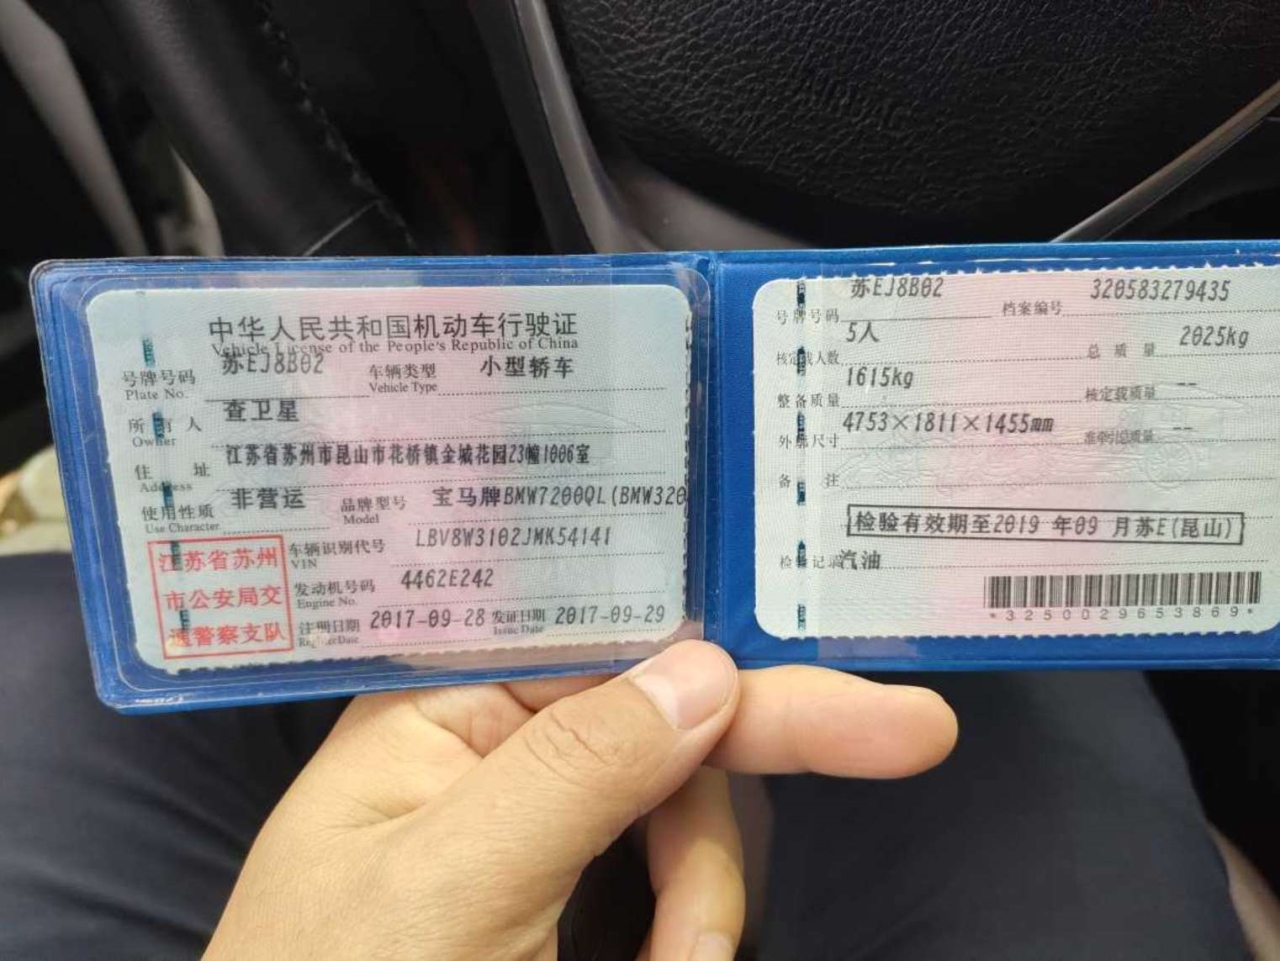 中华人民共和国机动车行驶证
Vehicle License of the People's Republic of China
号牌号码 苏EJ8B02 车辆类型 小型轿车
Plate No. Vehicle Type
所有人 查卫星
Owner
住址 江苏省苏州市昆山市花桥镇金城花园23幢1006室
Address
使用性质 非营运 品牌型号 宝马牌BMW7200QL(BMW320
Use Character Model
江苏省苏州
市公安局交
通警察支队
车辆识别代号 LBV8W3102JMK54141
VIN
发动机号码 4462E242
Engine No.
注册日期 2017-09-28 发证日期 2017-09-29
Register Date Issue Date
号牌号码 苏EJ8B02 档案编号 320583279435
核定载人数 5人 总质量 2025kg
整备质量 1615kg 核定载质量 --
外廓尺寸 4753×1811×1455mm 准牵引总质量 --
备注
检验有效期至2019 年09 月苏E(昆山)
检验记录 汽油
*3250029653869*